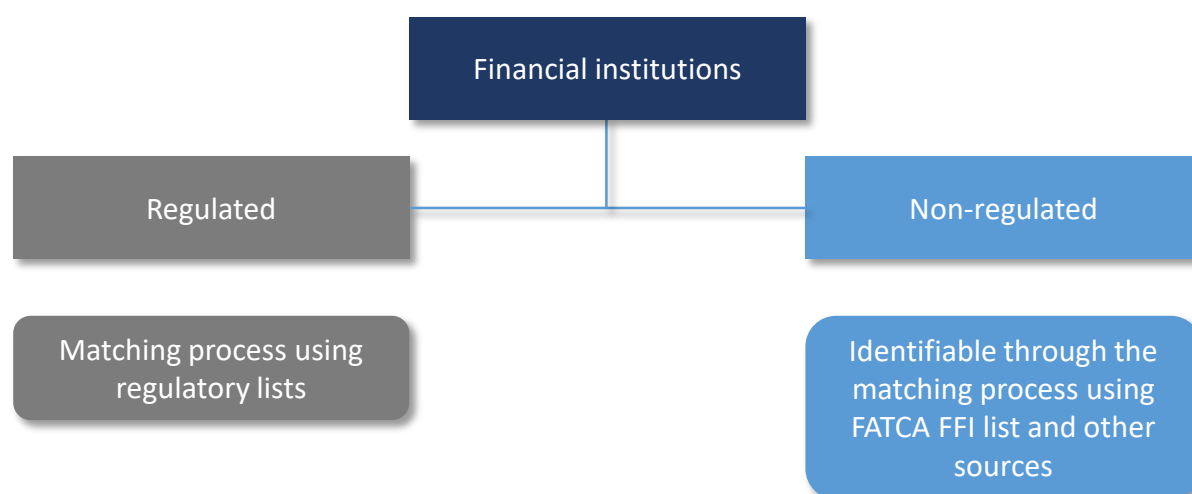 Financial institutions
Regulated
Non-regulated
Matching process using
regulatory lists
Identifiable through the
matching process using
FATCA FFI list and other
sources